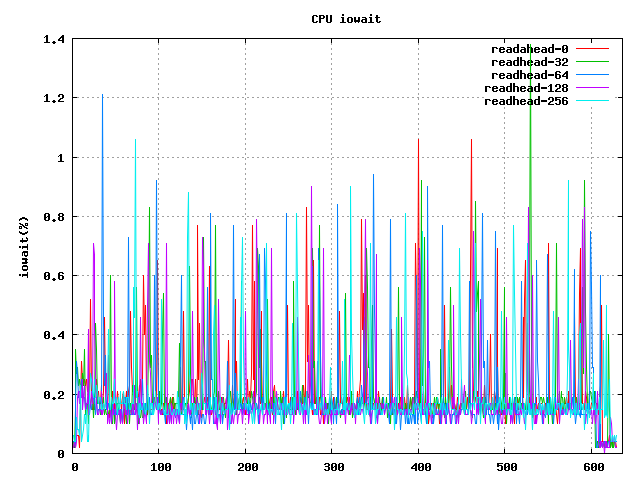 CPU iowait
iowait(%)
1.4
1.2
1
0.8
0.6
0.4
0.2
0
0 100 200 300 400 500 600
readahead-0
readhead-32
readhead-64
readhead-128
readhead-256